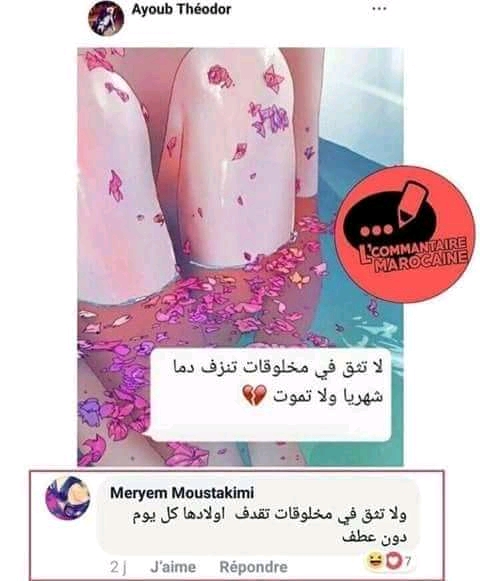 Ayoub Théodor
...
L'COMMANTAIRE
MAROCAINE
لا تثق في مخلوقات تنزف دما
شهريا ولا تموت 💔
Meryem Moustakimi
ولا تثق في مخلوقات تقدف اولادها كل يوم
دون عطف
2 j J'aime Répondre 7